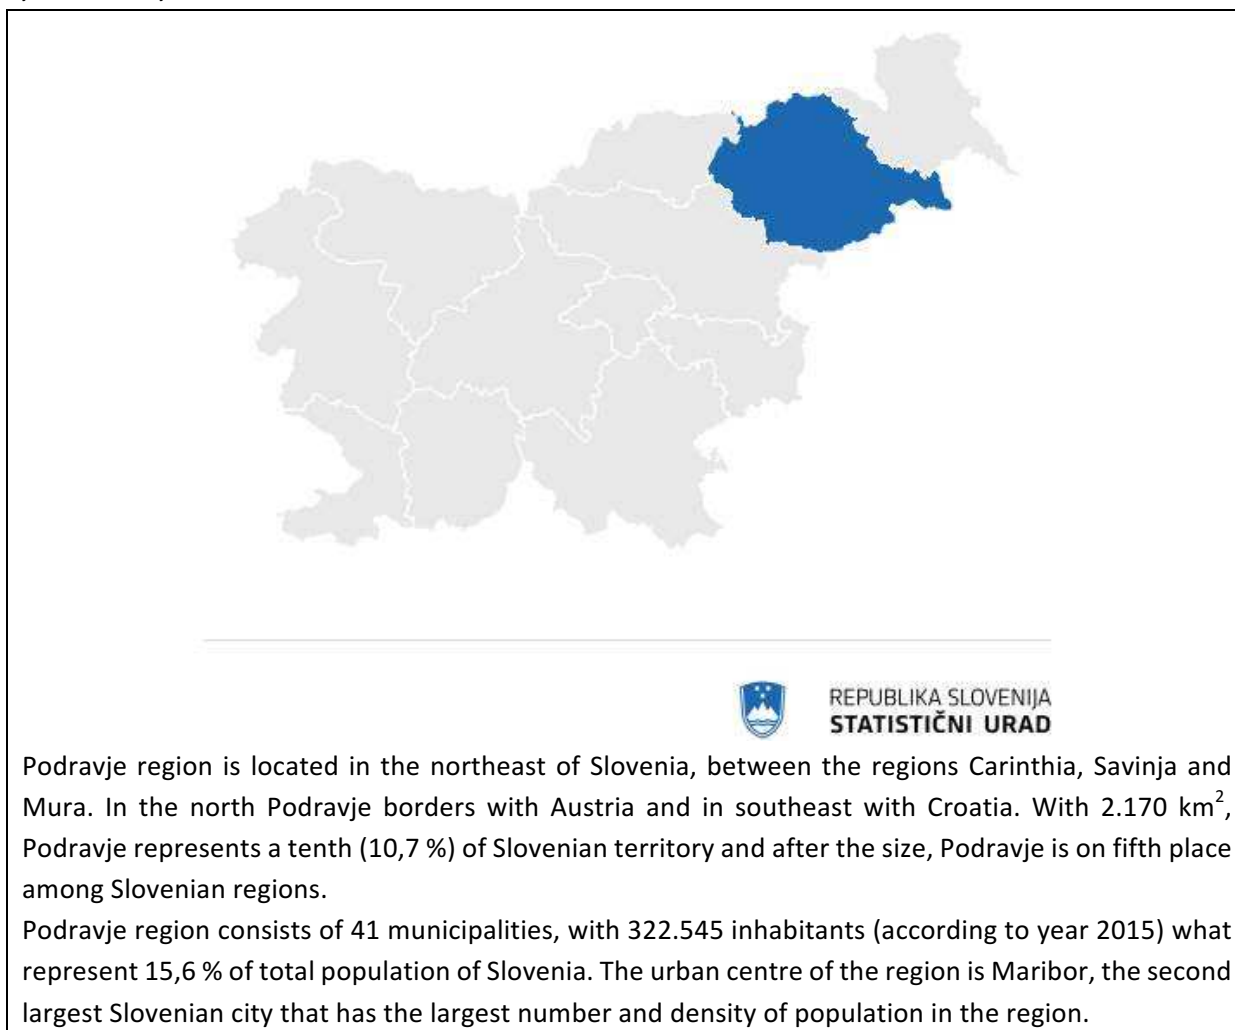 REPUBLIKA SLOVENIJA
STATISTIČNI URAD
Podravje region is located in the northeast of Slovenia, between the regions Carinthia, Savinja and
Mura. In the north Podravje borders with Austria and in southeast with Croatia. With 2.170 km²,
Podravje represents a tenth (10,7 %) of Slovenian territory and after the size, Podravje is on fifth place
among Slovenian regions.
Podravje region consists of 41 municipalities, with 322.545 inhabitants (according to year 2015) what
represent 15,6 % of total population of Slovenia. The urban centre of the region is Maribor, the second
largest Slovenian city that has the largest number and density of population in the region.